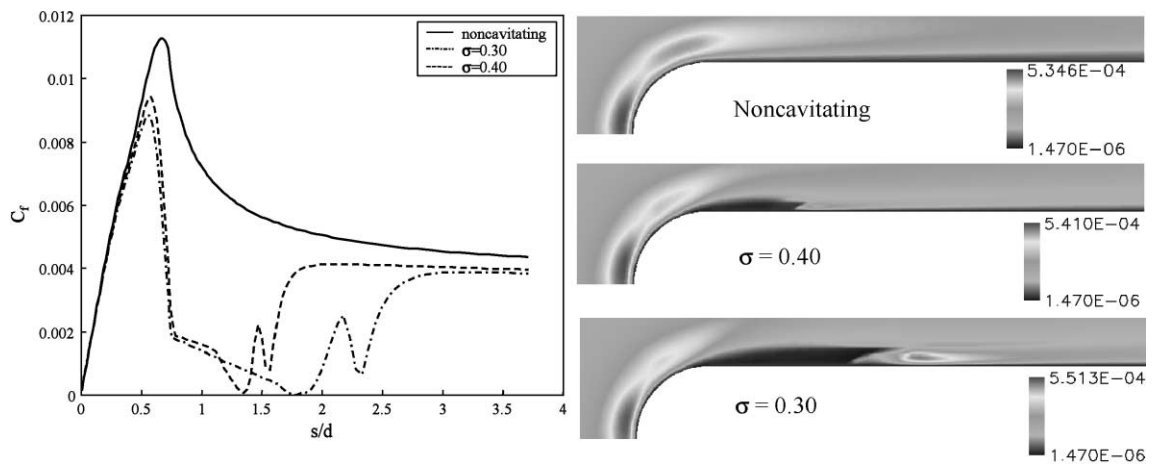 0.012
0.01
0.008
0.006
0.004
0.002
0
C_f
0 0.5 1 1.5 2 2.5 3 3.5 4
s/d
noncavitating
σ=0.30
σ=0.40
5.346E-04
1.470E-06
Noncavitating
5.410E-04
1.470E-06
σ = 0.40
5.513E-04
1.470E-06
σ = 0.30